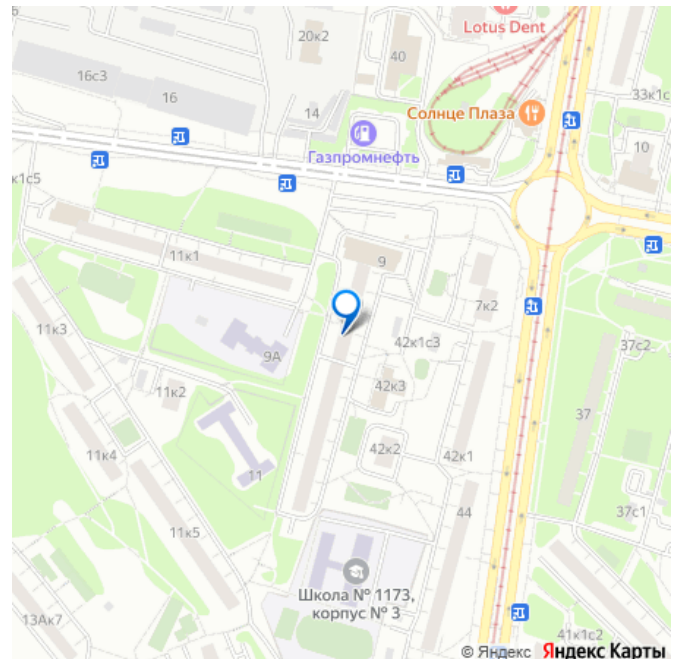 20к2
40
Lotus Dent
16с3
16
14
Солнце Плаза
33к1с
Газпромнефть
10
к1с5
11к1
9
7к2
11к3
9А
42к1с3
37с2
11к2
42к3
37
11к4
11
42к2
42к1
11к5
44
37с1
Школа № 1173,
корпус № 3
13Ак7
41к1с2
© Яндекс Яндекс Карты